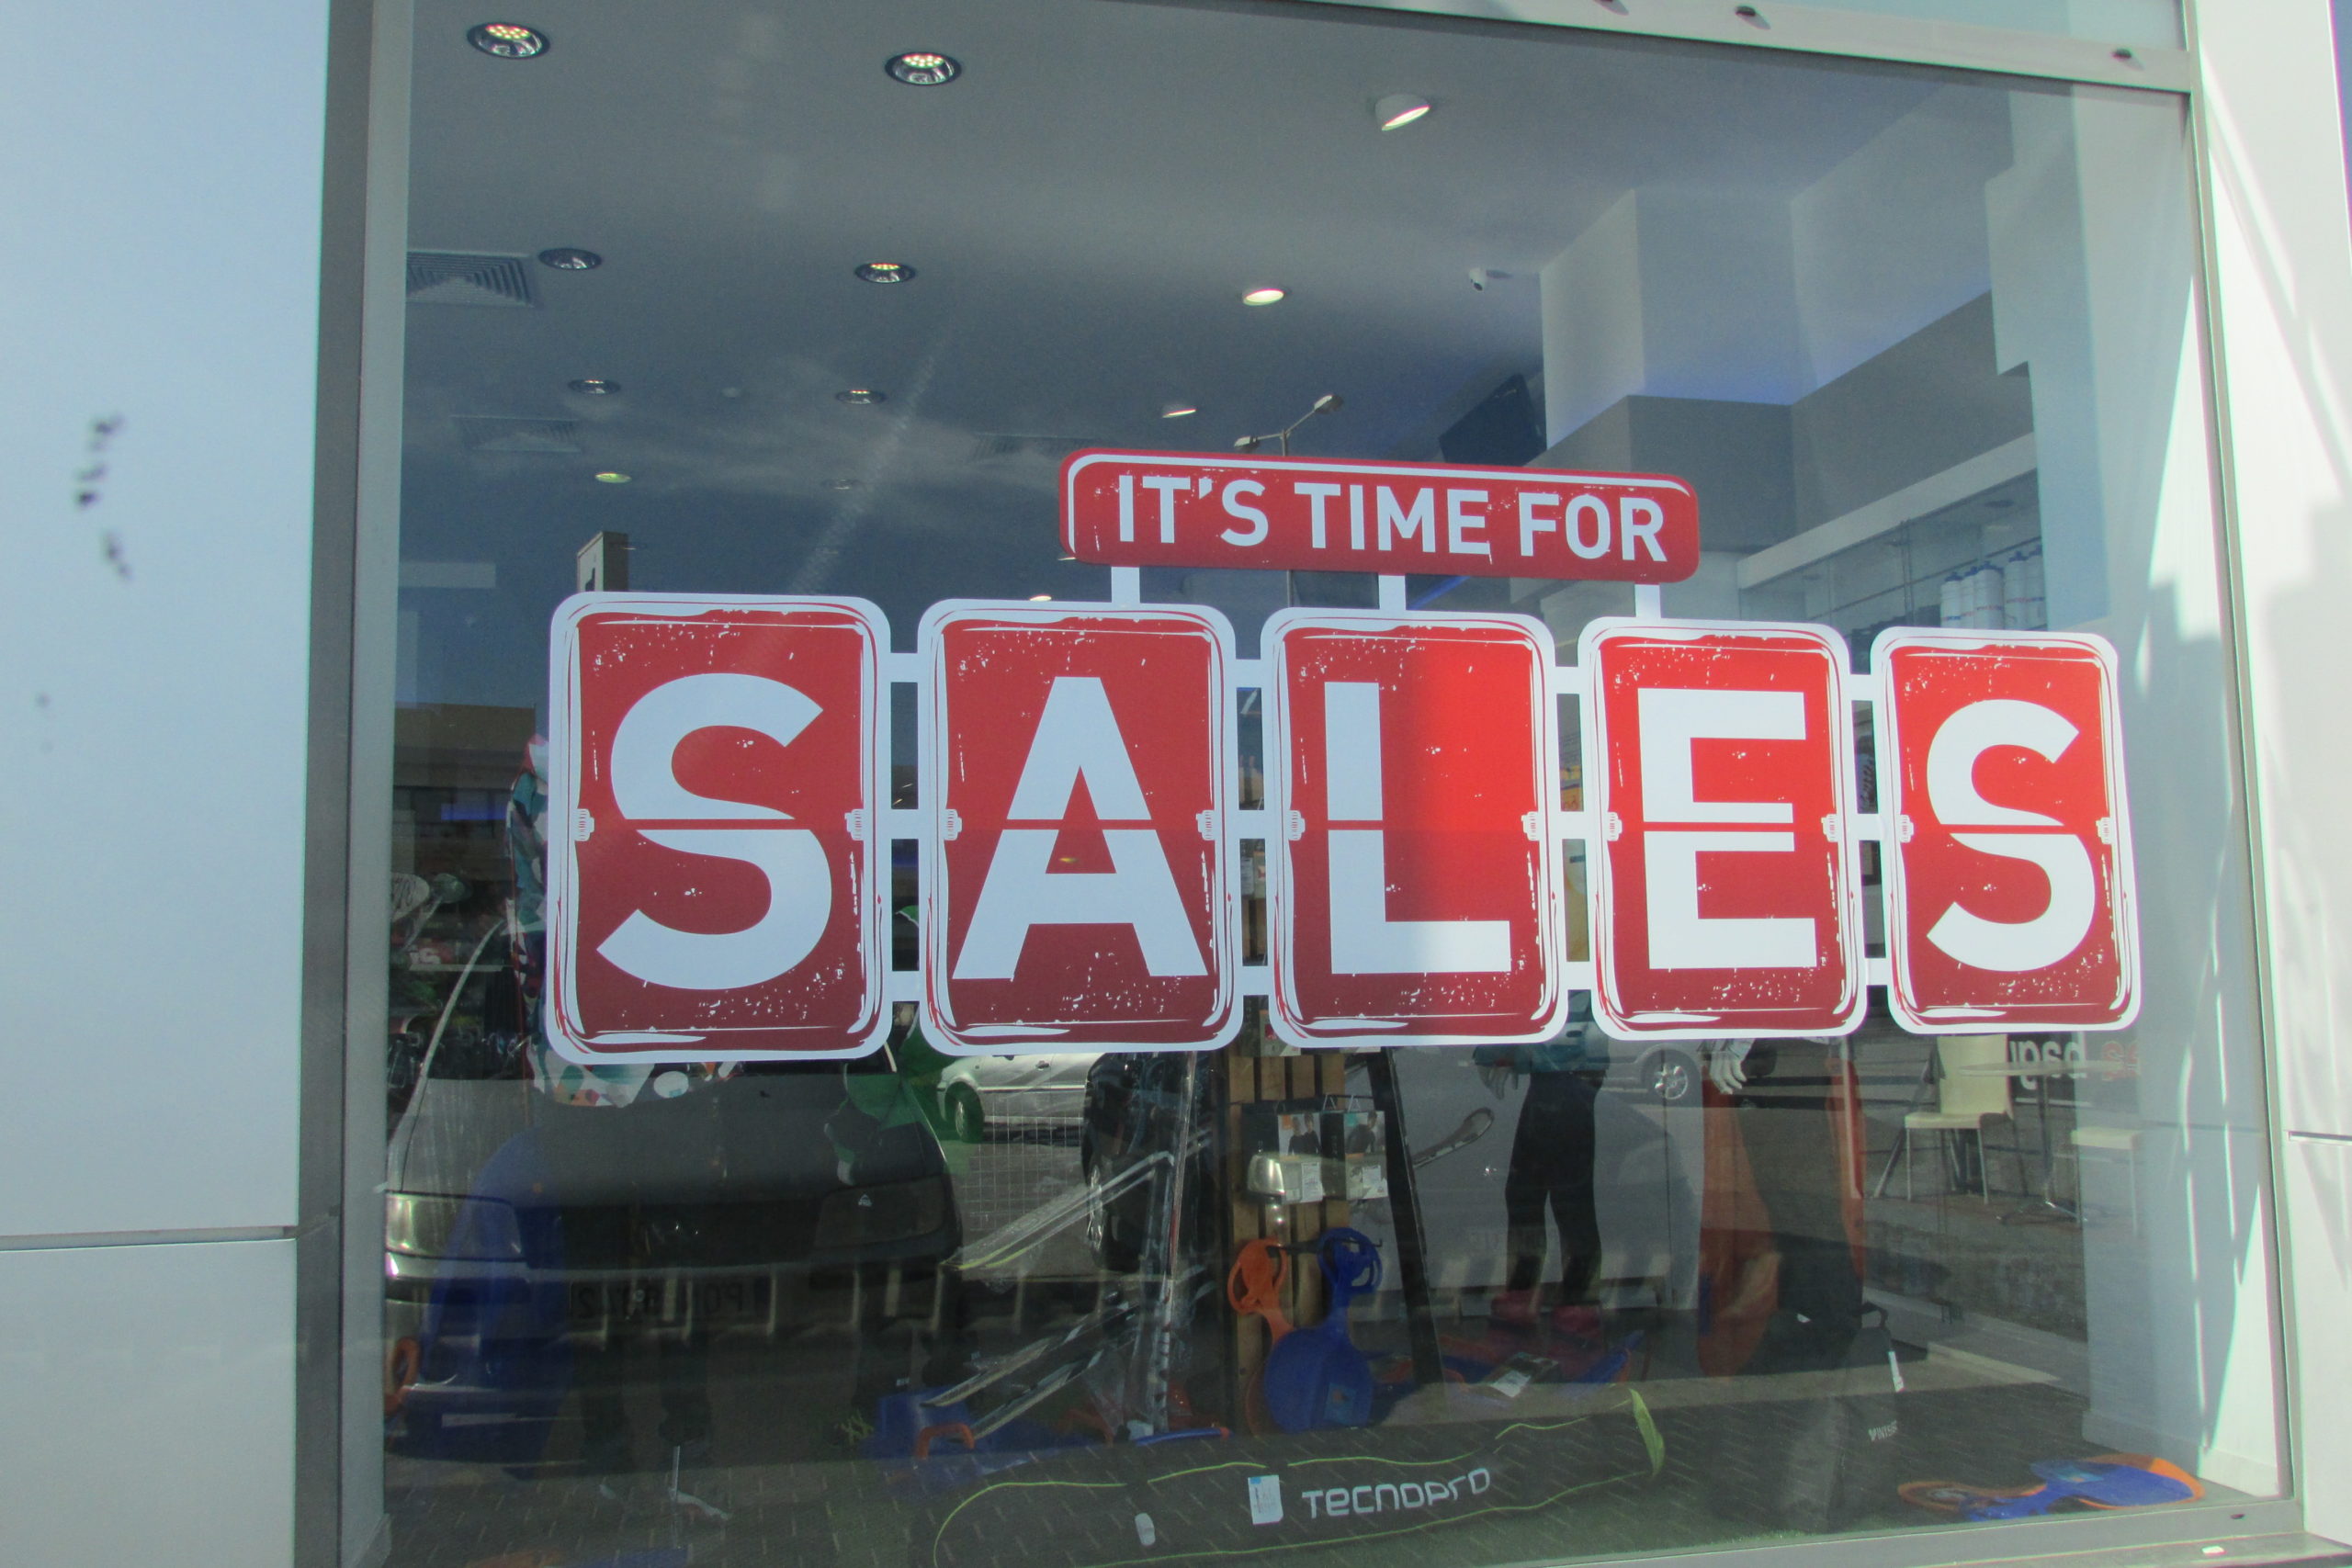 IT'S TIME FOR
SALES
TECNOPRO